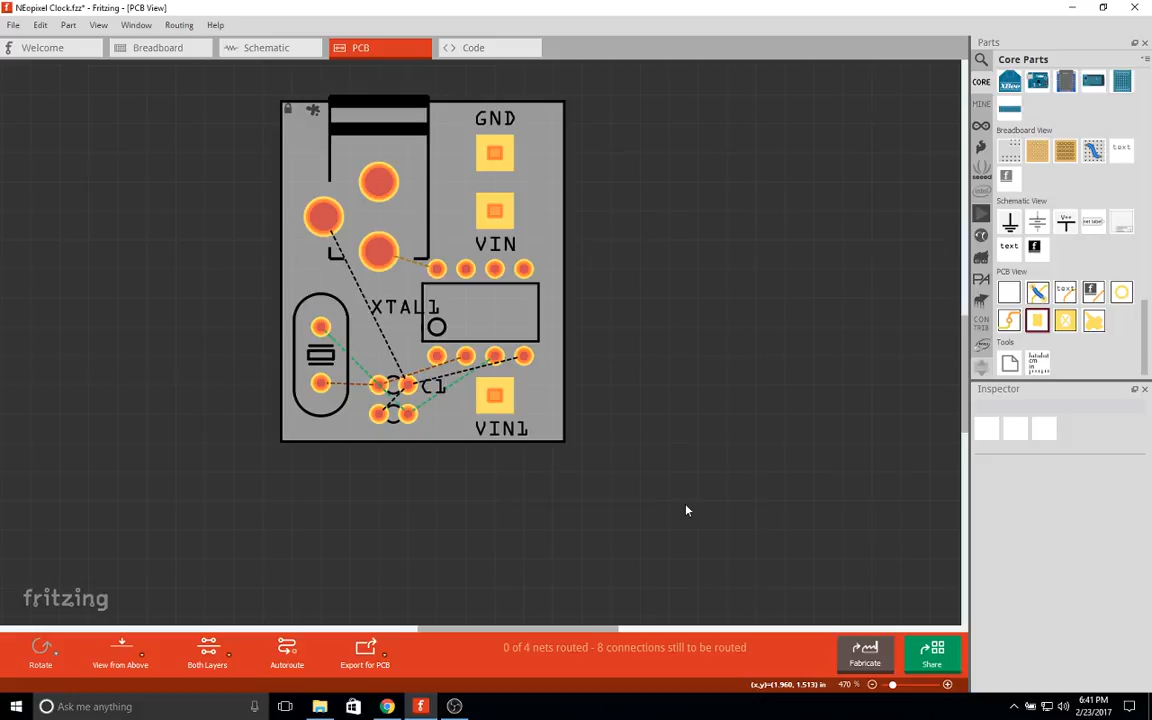 NEopixel Clock.fzz* - Fritzing - [PCB View]
File Edit Part View Window Routing Help
Welcome Breadboard Schematic PCB Code
Parts
Core Parts
CORE
MINE
Breadboard View
text
Schematic View
text
PCB View
text
CON
TRIB
Tools
Inspector
GND
VIN
XTAL1
C1
VIN1
fritzing
Rotate View from Above Both Layers Autoroute Export for PCB
0 of 4 nets routed - 8 connections still to be routed
Fabricate Share
(x,y)=(1.960, 1.513) in 470 %
Ask me anything
6:41 PM
2/23/2017